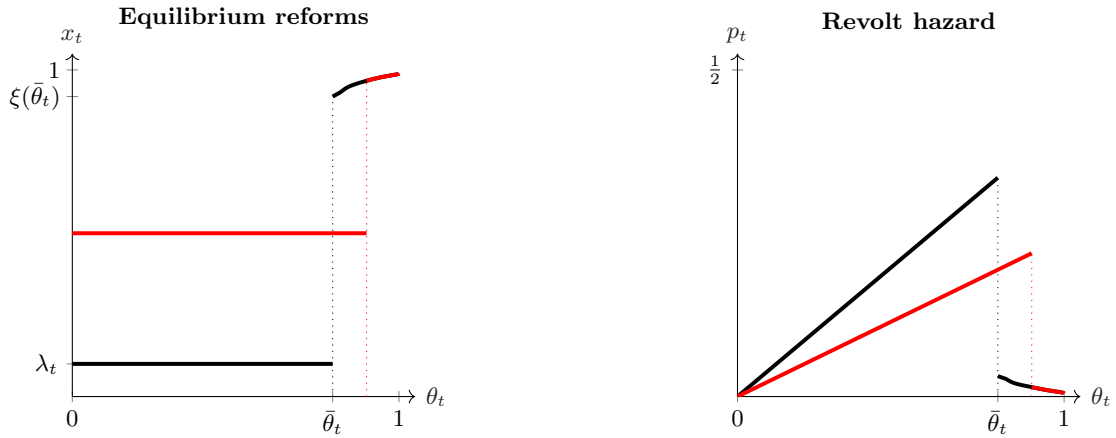 Equilibrium reforms
x_t
1
ξ(θ̄_t)
λ_t
0
θ̄_t
1
θ_t
Revolt hazard
p_t
1/2
0
θ̄_t
1
θ_t